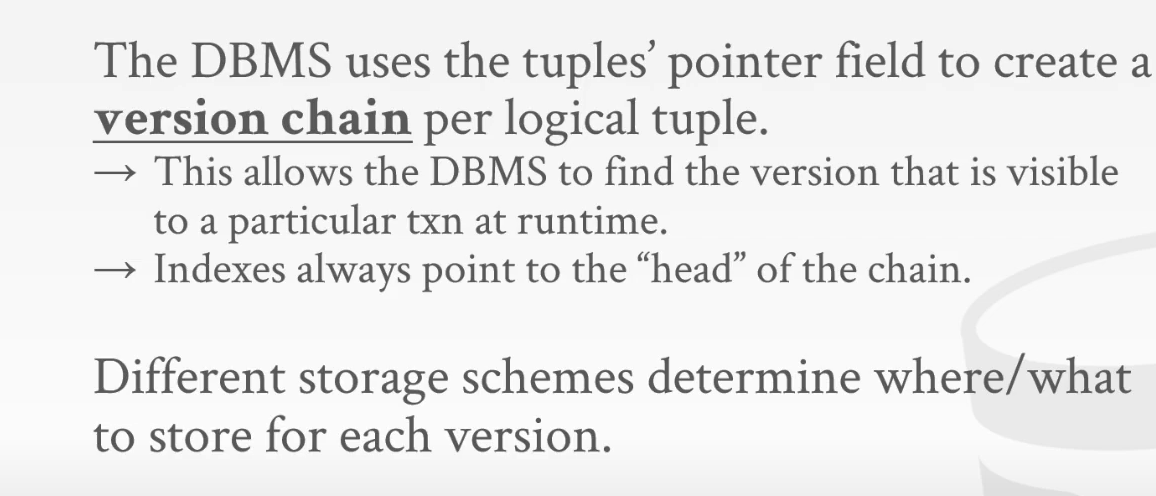 The DBMS uses the tuples’ pointer field to create a
version chain per logical tuple.
→ This allows the DBMS to find the version that is visible
to a particular txn at runtime.
→ Indexes always point to the “head” of the chain.
Different storage schemes determine where/what
to store for each version.